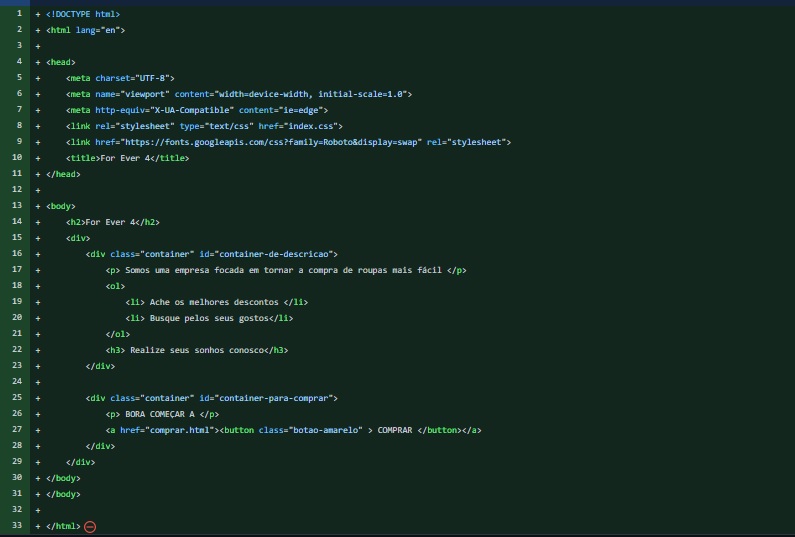 1 + <!DOCTYPE html>
2 + <html lang="en">
3 +
4 + <head>
5 +     <meta charset="UTF-8">
6 +     <meta name="viewport" content="width=device-width, initial-scale=1.0">
7 +     <meta http-equiv="X-UA-Compatible" content="ie=edge">
8 +     <link rel="stylesheet" type="text/css" href="index.css">
9 +     <link href="https://fonts.googleapis.com/css?family=Roboto&display=swap" rel="stylesheet">
10 +     <title>For Ever 4</title>
11 + </head>
12 +
13 + <body>
14 +     <h2>For Ever 4</h2>
15 +     <div>
16 +         <div class="container" id="container-de-descricao">
17 +             <p> Somos uma empresa focada em tornar a compra de roupas mais fácil </p>
18 +             <ol>
19 +                 <li> Ache os melhores descontos </li>
20 +                 <li> Busque pelos seus gostos</li>
21 +             </ol>
22 +             <h3> Realize seus sonhos conosco</h3>
23 +         </div>
24 +
25 +         <div class="container" id="container-para-comprar">
26 +             <p> BORA COMEÇAR A </p>
27 +             <a href="comprar.html"><button class="botao-amarelo" > COMPRAR </button></a>
28 +         </div>
29 +     </div>
30 + </body>
31 + </body>
32 +
33 + </html>